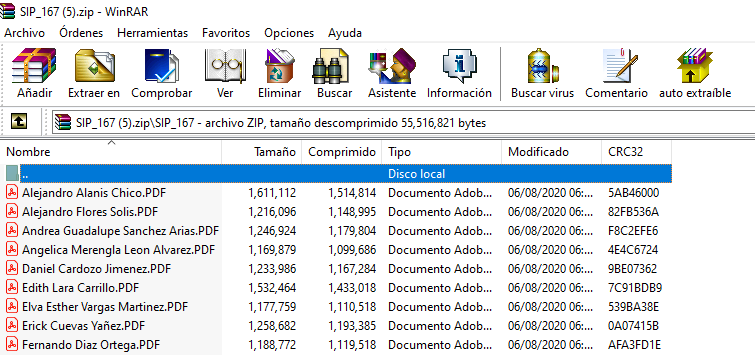 SIP_167 (5).zip - WinRAR
Archivo Órdenes Herramientas Favoritos Opciones Ayuda
Añadir Extraer en Comprobar Ver Eliminar Buscar Asistente Información Buscar virus Comentario auto extraíble
SIP_167 (5).zip\SIP_167 - archivo ZIP, tamaño descomprimido 55,516,821 bytes
Nombre Tamaño Comprimido Tipo Modificado CRC32
.. Disco local
Alejandro Alanis Chico.PDF 1,611,112 1,514,814 Documento Adob... 06/08/2020 06:... 5AB46000
Alejandro Flores Solis.PDF 1,216,096 1,148,995 Documento Adob... 06/08/2020 06:... 82FB536A
Andrea Guadalupe Sanchez Arias.PDF 1,246,924 1,179,804 Documento Adob... 06/08/2020 06:... F8C2EFE6
Angelica Merengla Leon Alvarez.PDF 1,169,879 1,099,686 Documento Adob... 06/08/2020 06:... 4E4C6724
Daniel Cardozo Jimenez.PDF 1,233,986 1,167,284 Documento Adob... 06/08/2020 06:... 9BE07362
Edith Lara Carrillo.PDF 1,532,464 1,433,018 Documento Adob... 06/08/2020 06:... 7C91BDB9
Elva Esther Vargas Martinez.PDF 1,177,759 1,110,518 Documento Adob... 06/08/2020 06:... 539BA38E
Erick Cuevas Yañez.PDF 1,258,682 1,193,385 Documento Adob... 06/08/2020 06:... 0A07415B
Fernando Diaz Ortega.PDF 1,188,772 1,119,518 Documento Adob... 06/08/2020 06:... AFA3FD1E